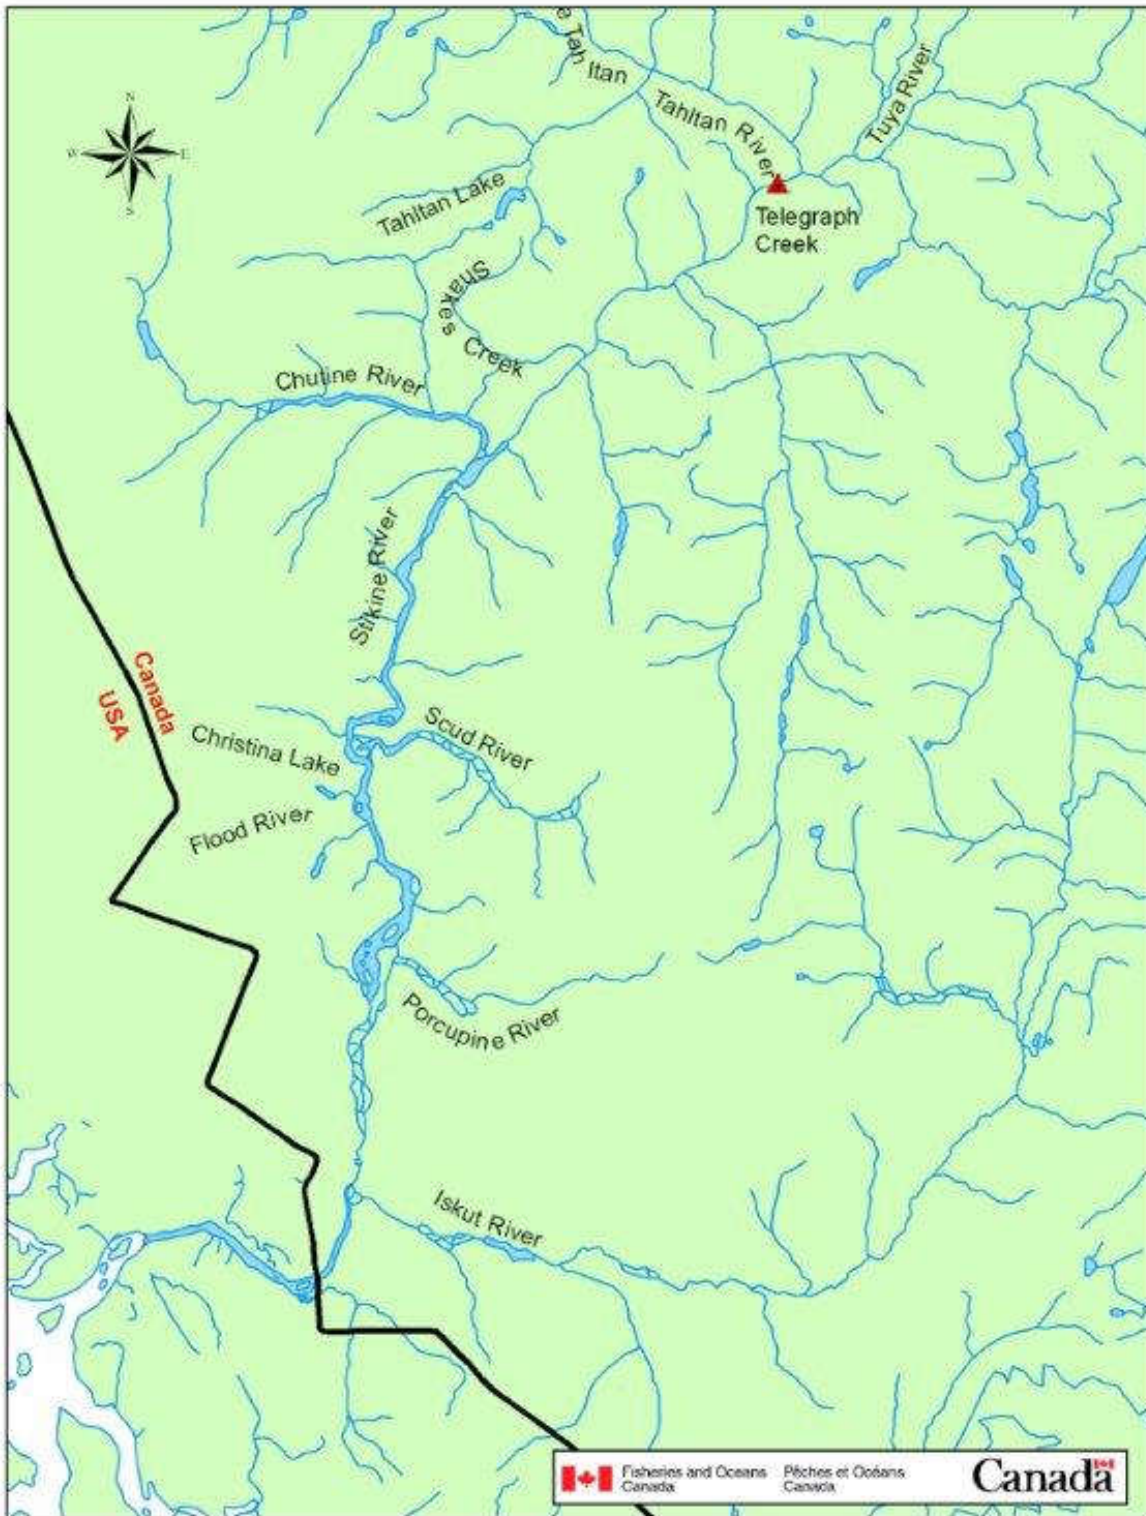 e Tah ltan
Tahltan River
Tuya River
N
W
E
S
Tahltan Lake
Telegraph
Creek
Shakes Creek
Chutine River
Stikine River
Canada
USA
Scud River
Christina Lake
Flood River
Porcupine River
Iskut River
Fisheries and Oceans
Canada
Pêches et Océans
Canada
Canada